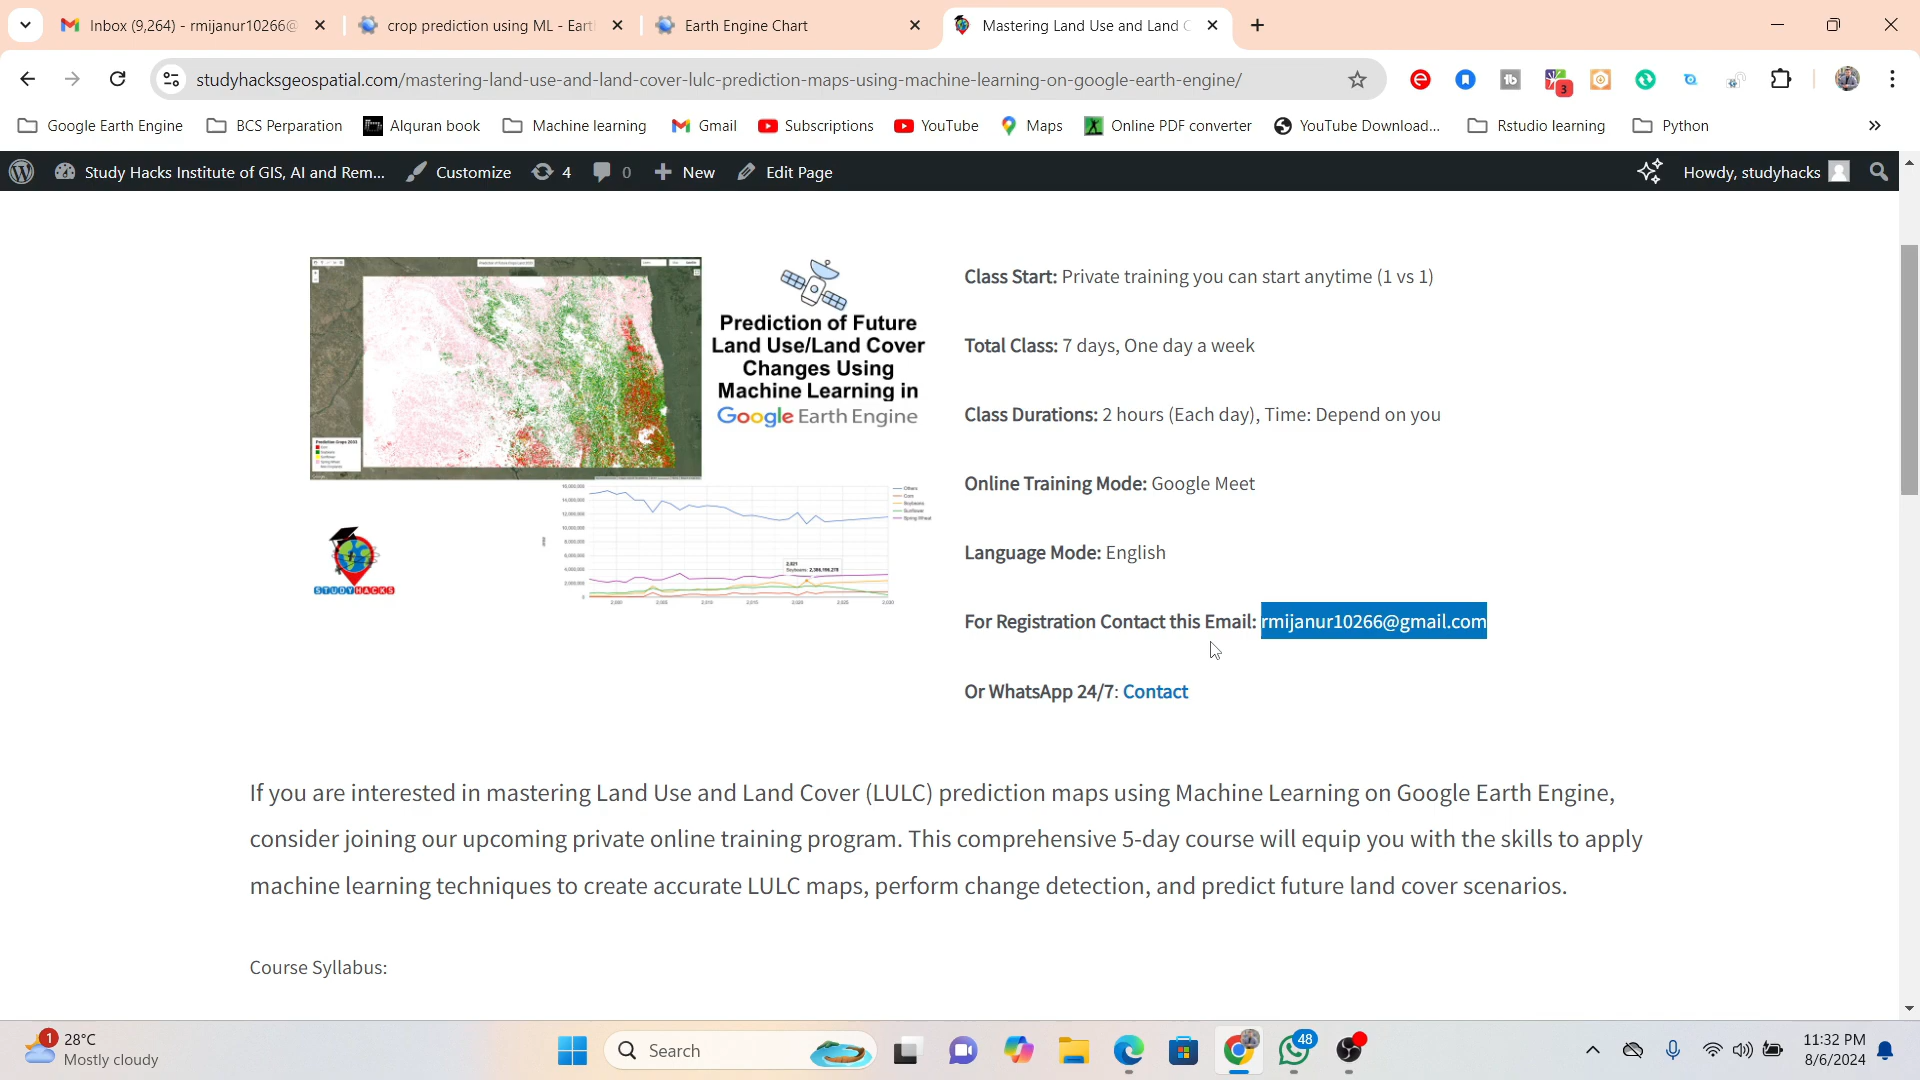 Inbox (9,264) - rmijanur10266@
crop prediction using ML - Eart
Earth Engine Chart
Mastering Land Use and Land C
studyhacksgeospatial.com/mastering-land-use-and-land-cover-lulc-prediction-maps-using-machine-learning-on-google-earth-engine/
3
Google Earth Engine
BCS Perparation
Alquran book
Machine learning
Gmail
Subscriptions
YouTube
Maps
Online PDF converter
YouTube Download...
Rstudio learning
Python
»
Study Hacks Institute of GIS, AI and Rem...
Customize
4
0
New
Edit Page
Howdy, studyhacks
Prediction of Future
Land Use/Land Cover
Changes Using
Machine Learning in
Google Earth Engine
STUDYHACKS
Class Start: Private training you can start anytime (1 vs 1)
Total Class: 7 days, One day a week
Class Durations: 2 hours (Each day), Time: Depend on you
Online Training Mode: Google Meet
Language Mode: English
For Registration Contact this Email: rmijanur10266@gmail.com
Or WhatsApp 24/7: Contact
If you are interested in mastering Land Use and Land Cover (LULC) prediction maps using Machine Learning on Google Earth Engine,
consider joining our upcoming private online training program. This comprehensive 5-day course will equip you with the skills to apply
machine learning techniques to create accurate LULC maps, perform change detection, and predict future land cover scenarios.
Course Syllabus:
1
28°C
Mostly cloudy
Search
48
11:32 PM
8/6/2024